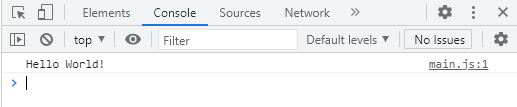 Elements Console Sources Network »
top ▼ Filter Default levels ▼ No Issues
Hello World! main.js:1
>